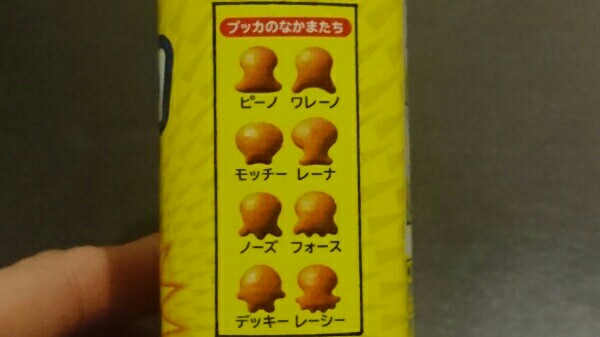 プッカのなかまたち
ピーノ ワレーノ
モッチー レーナ
ノーズ フォース
デッキー レーシー